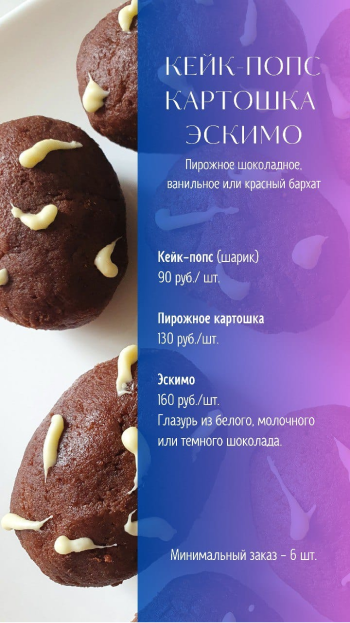 КЕЙК-ПОПС
КАРТОШКА
ЭСКИМО
Пирожное шоколадное,
ванильное или красный бархат
Кейк-попс (шарик)
90 руб./ шт.
Пирожное картошка
130 руб./шт.
Эскимо
160 руб./шт.
Глазурь из белого, молочного
или темного шоколада.
Минимальный заказ - 6 шт.